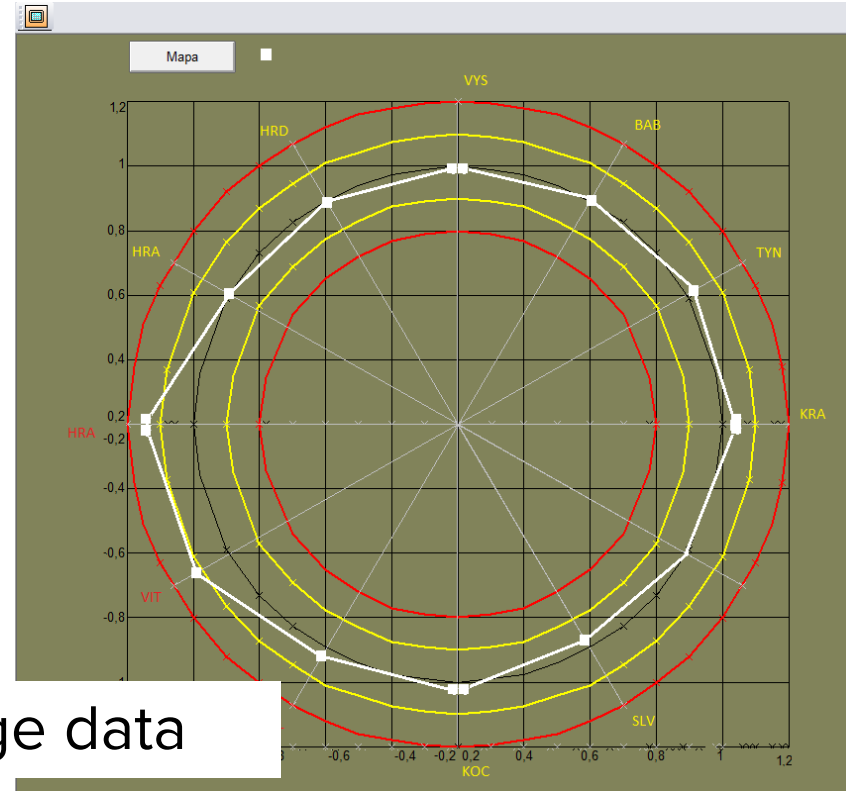 Mapa
VYS
1,2
HRD
BAB
1
0,8
HRA
TYN
0,6
0,4
0,2
KRA
HRA
-0,2
-0,4
-0,6
VIT
-0,8
SLV
ge data
-0,6 -0,4 -0,2 0,2 0,4 0,6 0,8 1 1,2
KOC